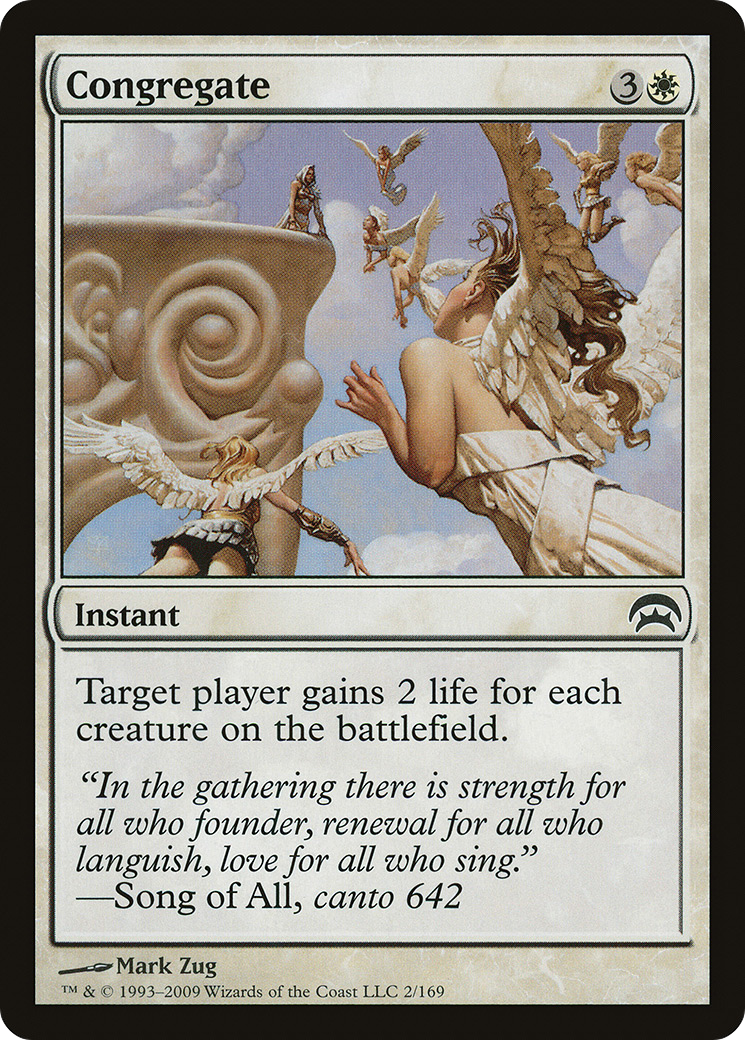 Congregate 3
Instant
Target player gains 2 life for each
creature on the battlefield.
“In the gathering there is strength for
all who founder, renewal for all who
languish, love for all who sing.”
—Song of All, canto 642
Mark Zug
™ & © 1993–2009 Wizards of the Coast LLC 2/169